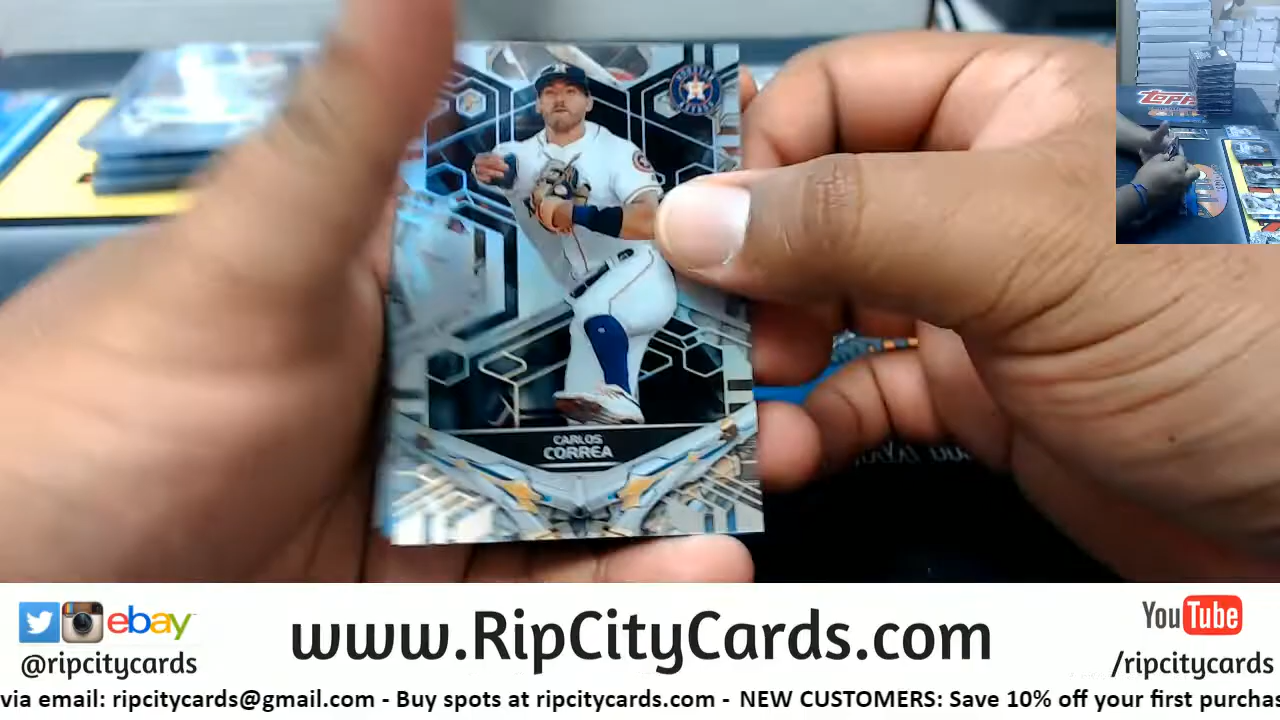 CARLOS
CORREA
TOPPS
ebay
@ripcitycards
www.RipCityCards.com
YouTube
/ripcitycards
via email: ripcitycards@gmail.com - Buy spots at ripcitycards.com - NEW CUSTOMERS: Save 10% off your first purchas